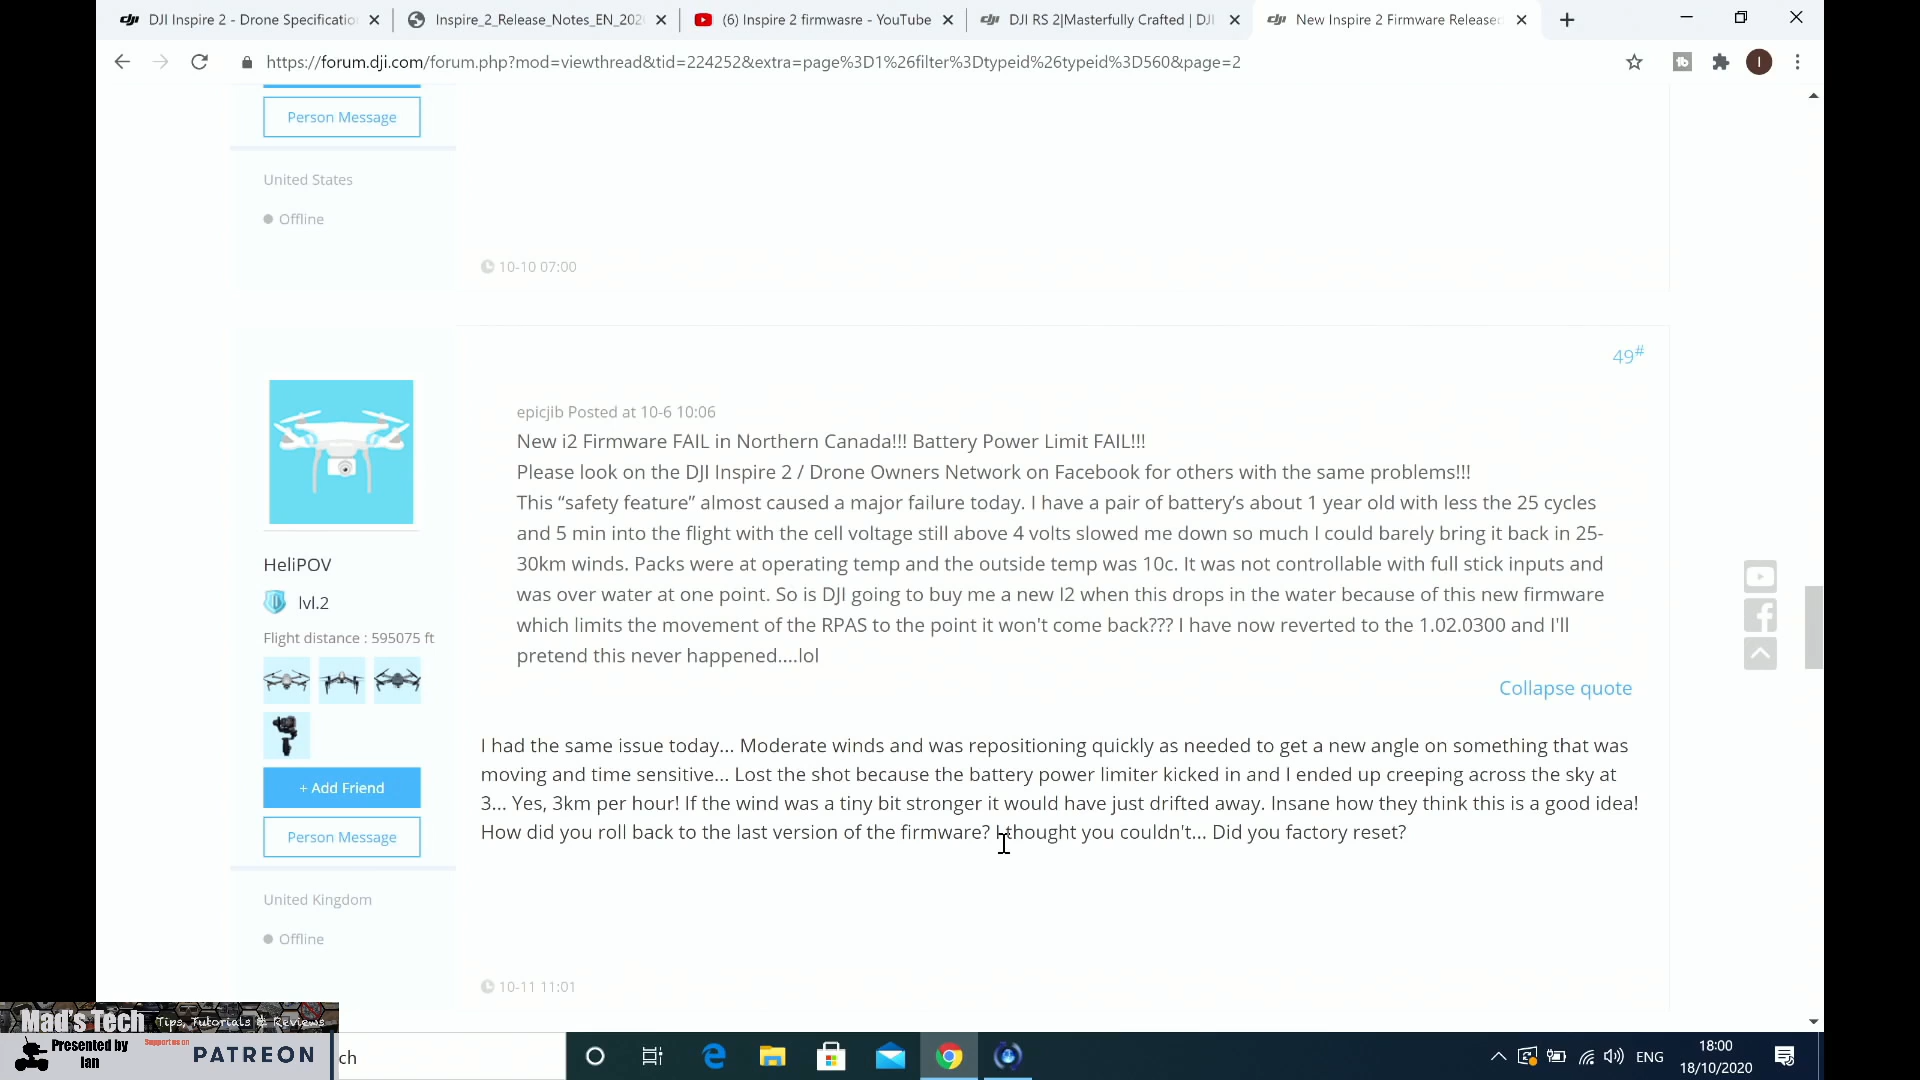 DJI Inspire 2 - Drone Specificatio
Inspire_2_Release_Notes_EN_202
(6) Inspire 2 firmwasre - YouTube
DJI RS 2|Masterfully Crafted | DJI
New Inspire 2 Firmware Released
https://forum.dji.com/forum.php?mod=viewthread&tid=224252&extra=page%3D1%26filter%3Dtypeid%26typeid%3D560&page=2
I
Person Message
United States
Offline
10-10 07:00
49#
epicjib Posted at 10-6 10:06
New i2 Firmware FAIL in Northern Canada!!! Battery Power Limit FAIL!!!
Please look on the DJI Inspire 2 / Drone Owners Network on Facebook for others with the same problems!!!
This “safety feature” almost caused a major failure today. I have a pair of battery’s about 1 year old with less the 25 cycles
and 5 min into the flight with the cell voltage still above 4 volts slowed me down so much I could barely bring it back in 25-
30km winds. Packs were at operating temp and the outside temp was 10c. It was not controllable with full stick inputs and
was over water at one point. So is DJI going to buy me a new I2 when this drops in the water because of this new firmware
which limits the movement of the RPAS to the point it won't come back??? I have now reverted to the 1.02.0300 and I'll
pretend this never happened....lol
Collapse quote
HeliPOV
lvl.2
Flight distance : 595075 ft
+ Add Friend
Person Message
United Kingdom
Offline
I had the same issue today... Moderate winds and was repositioning quickly as needed to get a new angle on something that was
moving and time sensitive... Lost the shot because the battery power limiter kicked in and I ended up creeping across the sky at
3... Yes, 3km per hour! If the wind was a tiny bit stronger it would have just drifted away. Insane how they think this is a good idea!
How did you roll back to the last version of the firmware? I thought you couldn't... Did you factory reset?
10-11 11:01
Mad's Tech
Tips, Tutorials & Reviews
Presented by
Ian
Support us on
PATREON
ch
ENG
18:00
18/10/2020